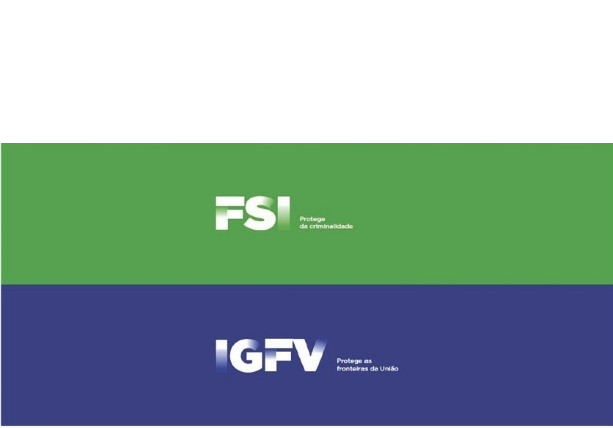 FSI
Protege
da criminalidade
IGFV
Protege as
fronteiras da União